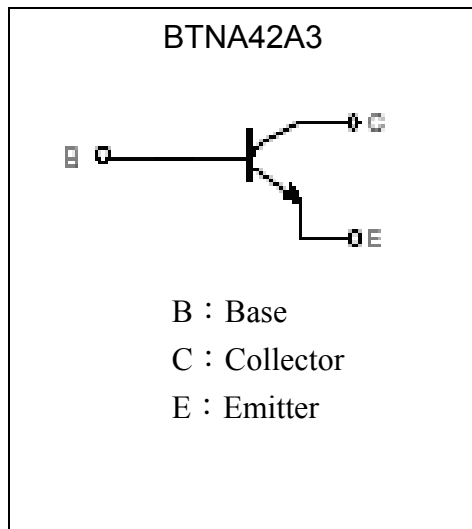 BTNA42A3
C
B
E
B：Base
C：Collector
E：Emitter